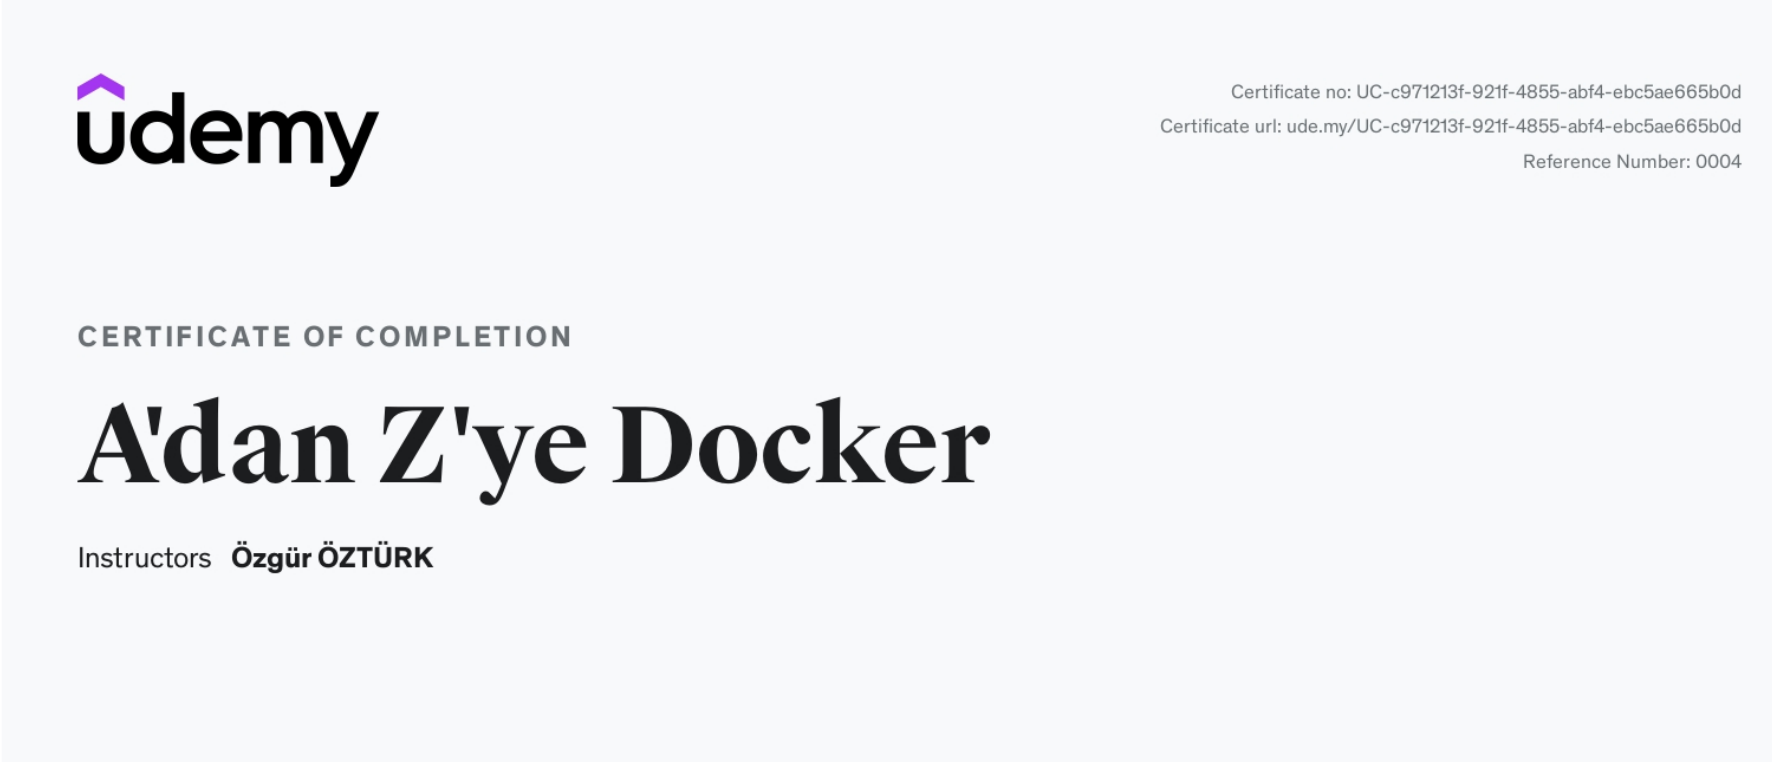 udemy
Certificate no: UC-c971213f-921f-4855-abf4-ebc5ae665b0d
Certificate url: ude.my/UC-c971213f-921f-4855-abf4-ebc5ae665b0d
Reference Number: 0004
CERTIFICATE OF COMPLETION
A'dan Z'ye Docker
Instructors Özgür ÖZTÜRK